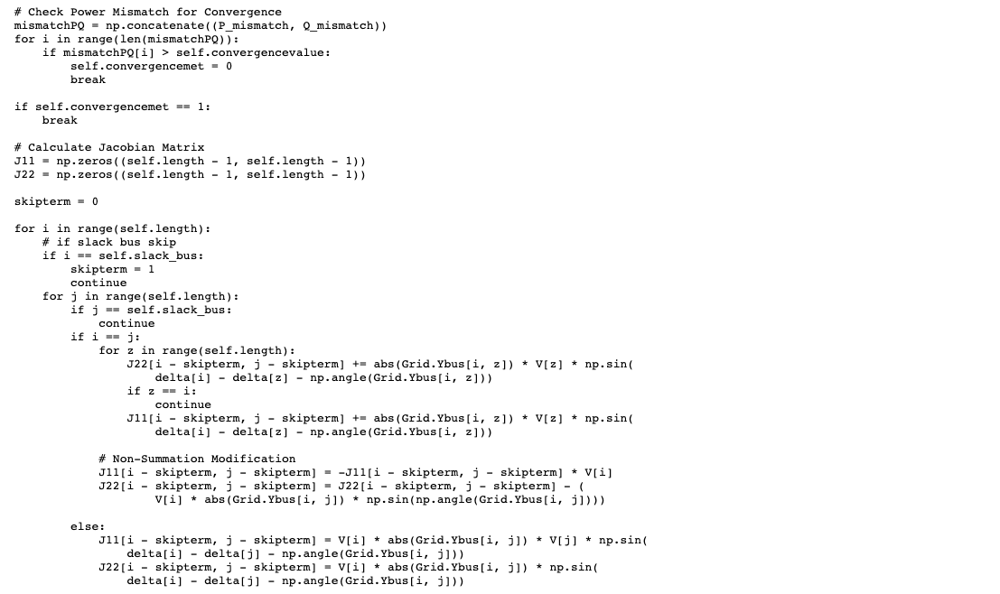 # Check Power Mismatch for Convergence
mismatchPQ = np.concatenate((P_mismatch, Q_mismatch))
for i in range(len(mismatchPQ)):
    if mismatchPQ[i] > self.convergencevalue:
        self.convergencemet = 0
        break

if self.convergencemet == 1:
    break

# Calculate Jacobian Matrix
J11 = np.zeros((self.length - 1, self.length - 1))
J22 = np.zeros((self.length - 1, self.length - 1))

skipterm = 0

for i in range(self.length):
    # if slack bus skip
    if i == self.slack_bus:
        skipterm = 1
        continue
    for j in range(self.length):
        if j == self.slack_bus:
            continue
        if i == j:
            for z in range(self.length):
                J22[i - skipterm, j - skipterm] += abs(Grid.Ybus[i, z]) * V[z] * np.sin(
                    delta[i] - delta[z] - np.angle(Grid.Ybus[i, z]))
                if z == i:
                    continue
                J11[i - skipterm, j - skipterm] += abs(Grid.Ybus[i, z]) * V[z] * np.sin(
                    delta[i] - delta[z] - np.angle(Grid.Ybus[i, z]))

            # Non-Summation Modification
            J11[i - skipterm, j - skipterm] = -J11[i - skipterm, j - skipterm] * V[i]
            J22[i - skipterm, j - skipterm] = J22[i - skipterm, j - skipterm] - (
                    V[i] * abs(Grid.Ybus[i, j]) * np.sin(np.angle(Grid.Ybus[i, j])))

        else:
            J11[i - skipterm, j - skipterm] = V[i] * abs(Grid.Ybus[i, j]) * V[j] * np.sin(
                delta[i] - delta[j] - np.angle(Grid.Ybus[i, j]))
            J22[i - skipterm, j - skipterm] = V[i] * abs(Grid.Ybus[i, j]) * np.sin(
                delta[i] - delta[j] - np.angle(Grid.Ybus[i, j]))